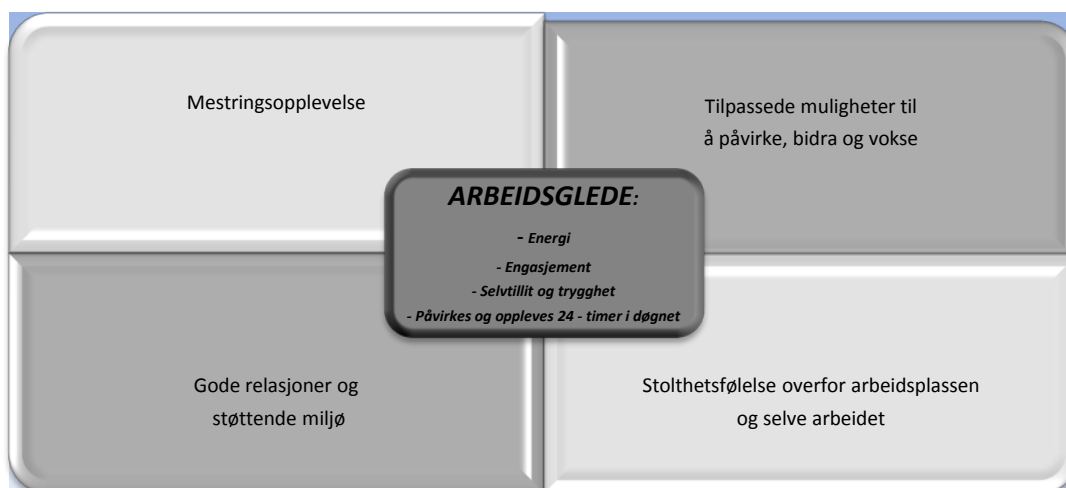 Mestringsopplevelse
Tilpassede muligheter til
å påvirke, bidra og vokse
ARBEIDSGLEDE:
- Energi
- Engasjement
- Selvtillit og trygghet
- Påvirkes og oppleves 24 - timer i døgnet
Gode relasjoner og
støttende miljø
Stolthetsfølelse overfor arbeidsplassen
og selve arbeidet